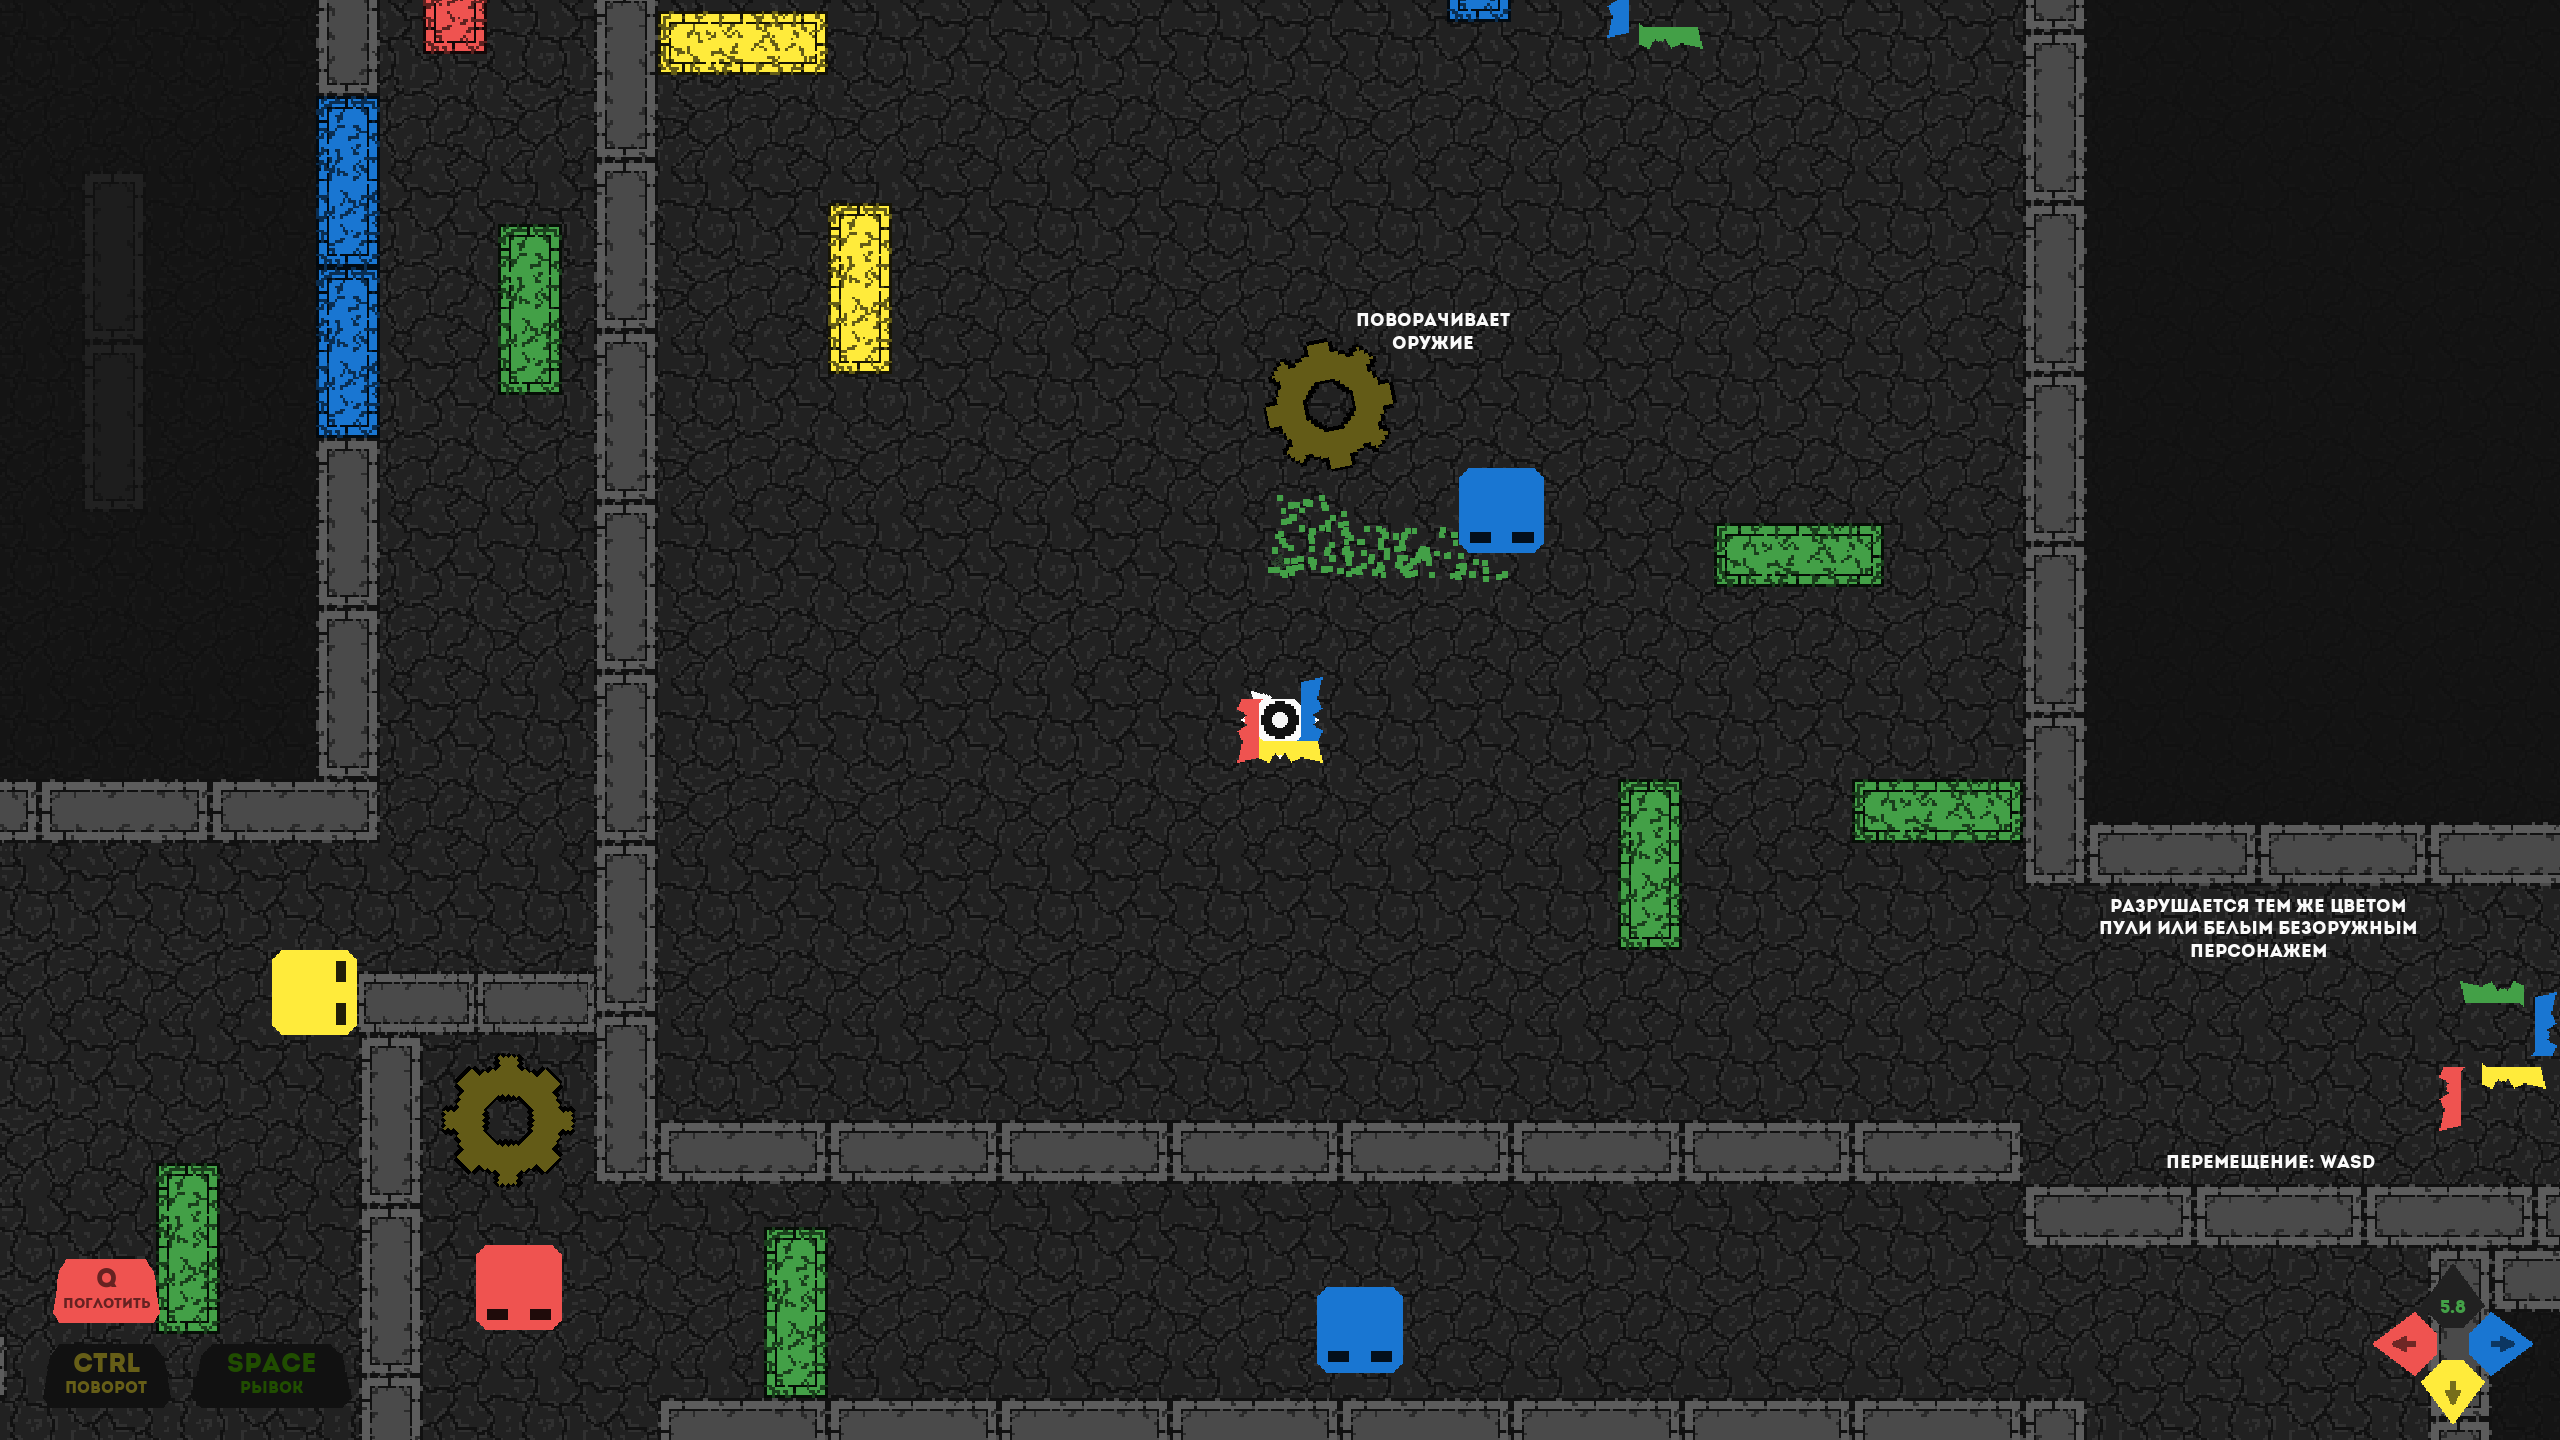 ПОВОРАЧИВАЕТ
ОРУЖИЕ
РАЗРУШАЕТСЯ ТЕМ ЖЕ ЦВЕТОМ
ПУЛИ ИЛИ БЕЛЫМ БЕЗОРУЖНЫМ
ПЕРСОНАЖЕМ
ПЕРЕМЕЩЕНИЕ: WASD
Q
ПОГЛОТИТЬ
CTRL
ПОВОРОТ
SPACE
РЫВОК
5.8